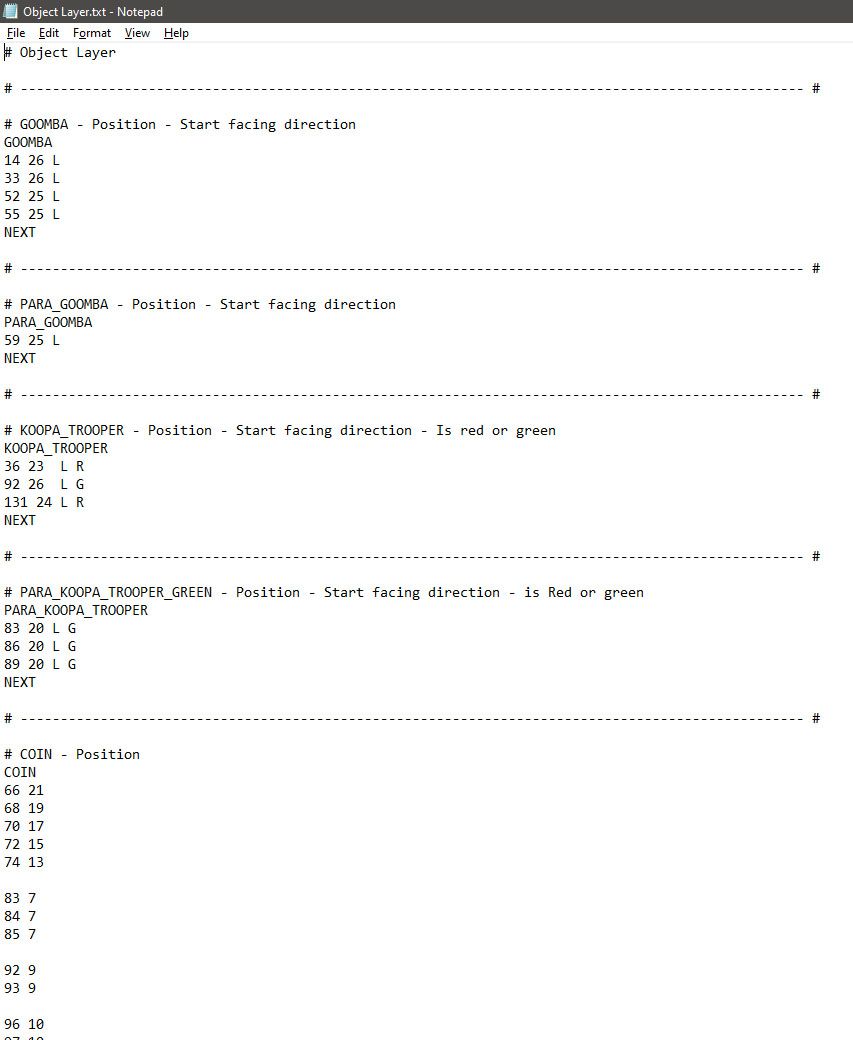 Object Layer.txt - Notepad
File Edit Format View Help
# Object Layer
# -------------------------------------------------------------------------------------------------- #
# GOOMBA - Position - Start facing direction
GOOMBA
14 26 L
33 26 L
52 25 L
55 25 L
NEXT
# -------------------------------------------------------------------------------------------------- #
# PARA_GOOMBA - Position - Start facing direction
PARA_GOOMBA
59 25 L
NEXT
# -------------------------------------------------------------------------------------------------- #
# KOOPA_TROOPER - Position - Start facing direction - Is red or green
KOOPA_TROOPER
36 23  L R
92 26  L G
131 24 L R
NEXT
# -------------------------------------------------------------------------------------------------- #
# PARA_KOOPA_TROOPER_GREEN - Position - Start facing direction - is Red or green
PARA_KOOPA_TROOPER
83 20 L G
86 20 L G
89 20 L G
NEXT
# -------------------------------------------------------------------------------------------------- #
# COIN - Position
COIN
66 21
68 19
70 17
72 15
74 13
83 7
84 7
85 7
92 9
93 9
96 10